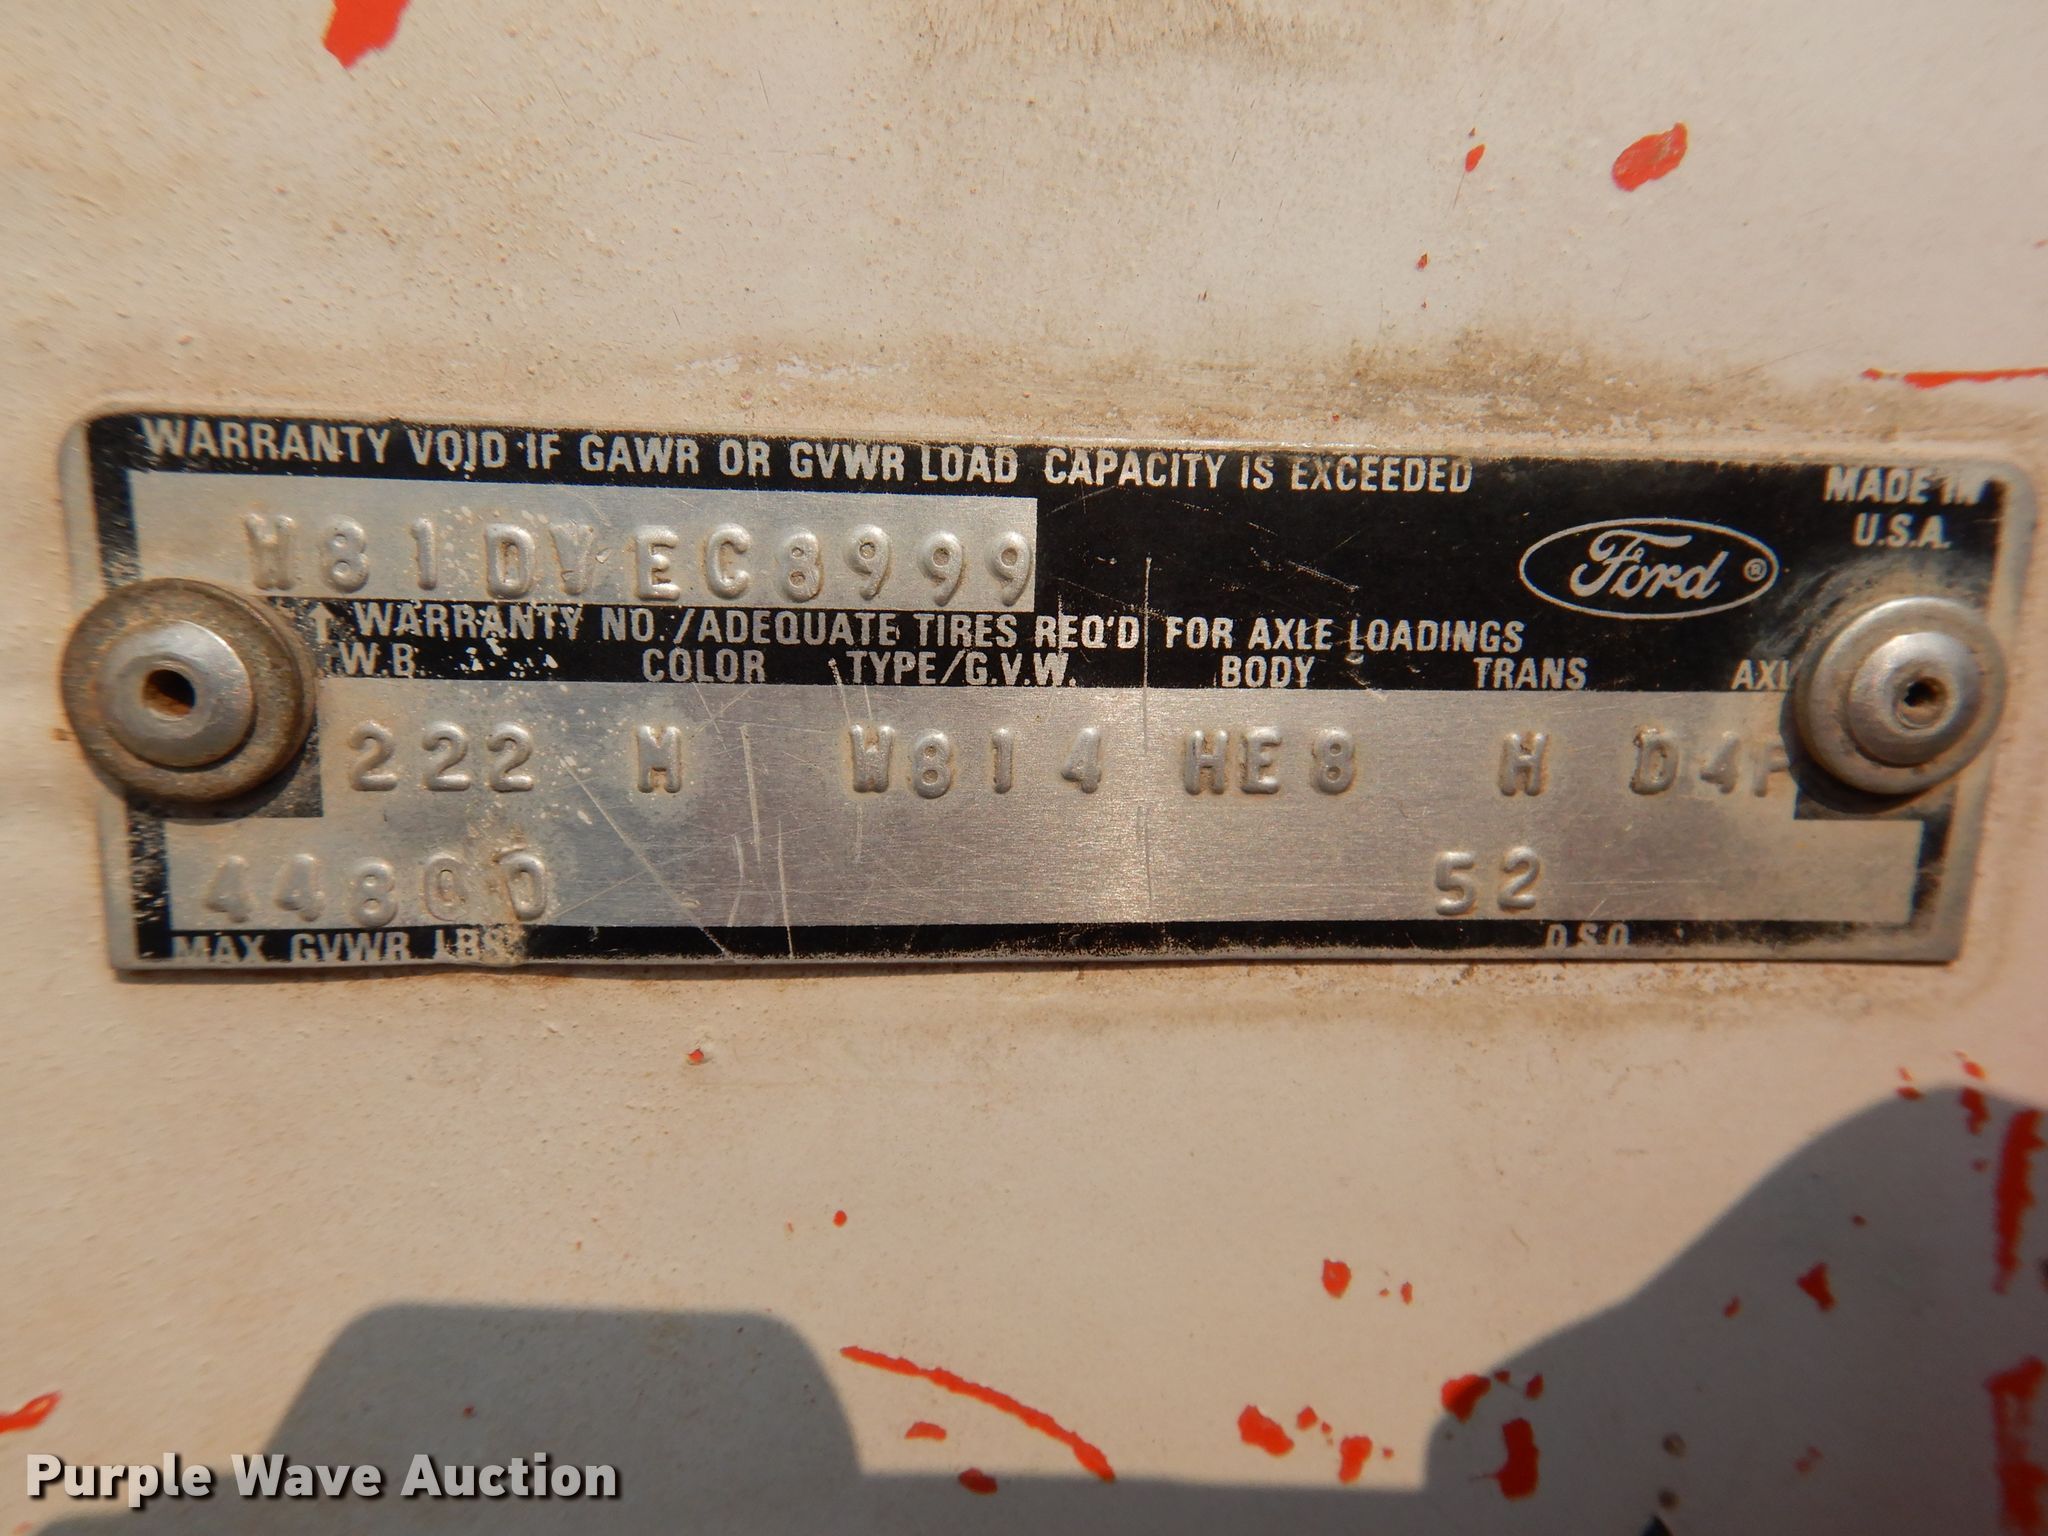 WARRANTY VOID IF GAWR OR GVWR LOAD CAPACITY IS EXCEEDED
MADE IN
U.S.A.
W81DVEC8999
Ford ®
↑ WARRANTY NO./ADEQUATE TIRES REQ'D FOR AXLE LOADINGS
W.B. COLOR TYPE/G.V.W. BODY TRANS AXL
222 M W814 HE8 H D4F
44800 52
MAX GVWR LBS D S O
Purple Wave Auction